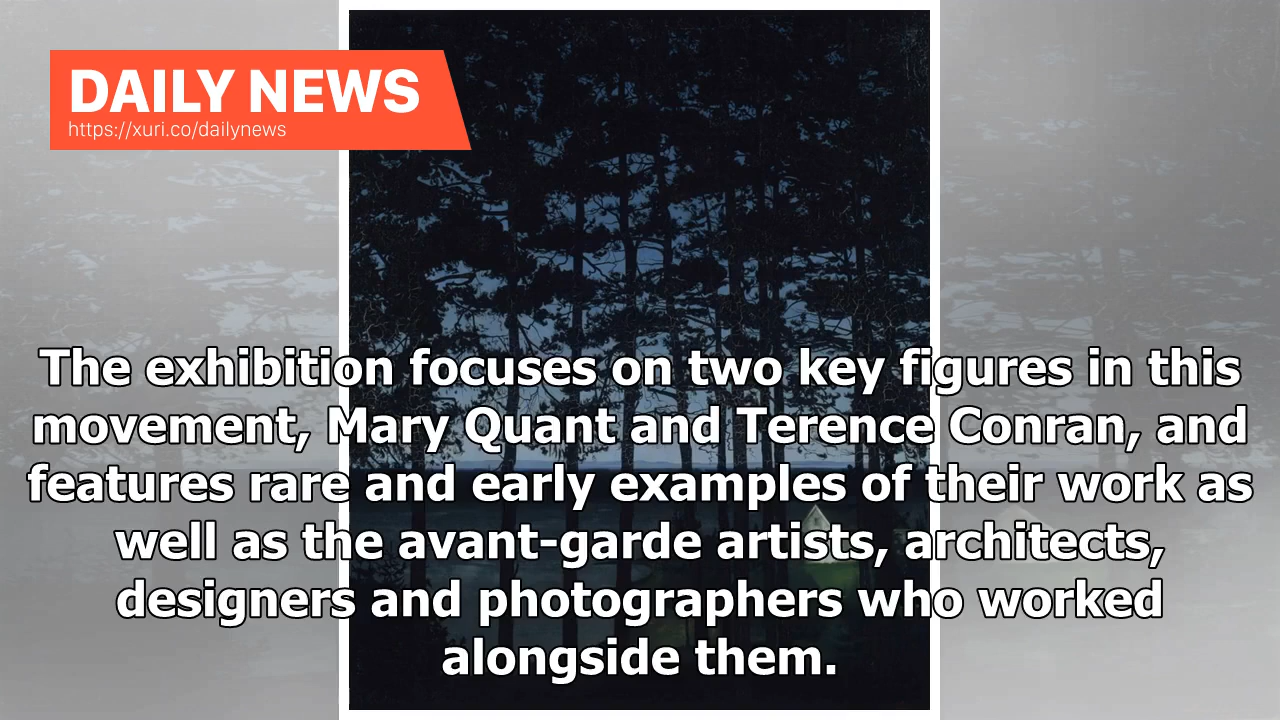 DAILY NEWS
https://xuri.co/dailynews
The exhibition focuses on two key figures in this
movement, Mary Quant and Terence Conran, and
features rare and early examples of their work as
well as the avant-garde artists, architects,
designers and photographers who worked
alongside them.